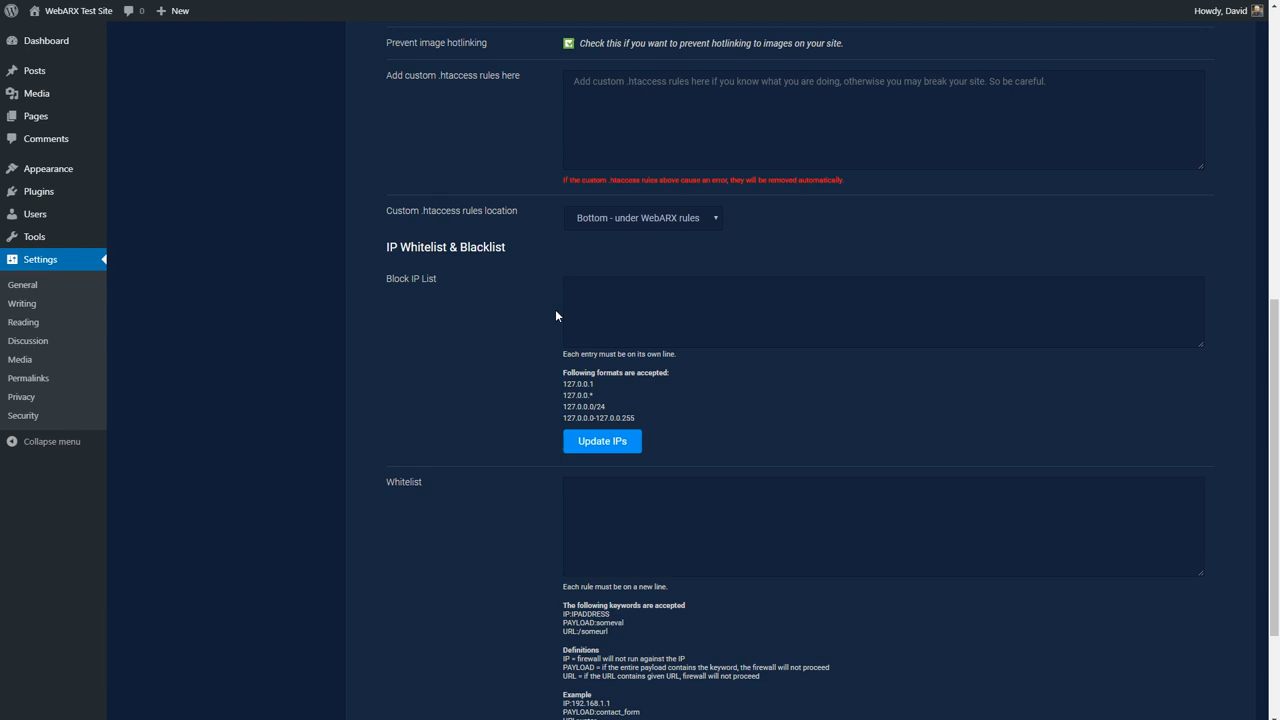 WebARX Test Site
0
New
Howdy, David
Dashboard
Posts
Media
Pages
Comments
Appearance
Plugins
Users
Tools
Settings
General
Writing
Reading
Discussion
Media
Permalinks
Privacy
Security
Collapse menu
Prevent image hotlinking
Check this if you want to prevent hotlinking to images on your site.
Add custom .htaccess rules here
Add custom .htaccess rules here if you know what you are doing, otherwise you may break your site. So be careful.
If the custom .htaccess rules above cause an error, they will be removed automatically.
Custom .htaccess rules location
Bottom - under WebARX rules
IP Whitelist & Blacklist
Block IP List
Each entry must be on its own line.
Following formats are accepted:
127.0.0.1
127.0.0.*
127.0.0.0/24
127.0.0.0-127.0.0.255
Update IPs
Whitelist
Each rule must be on a new line.
The following keywords are accepted
IP:IPADDRESS
PAYLOAD:someval
URL:/someurl
Definitions
IP = firewall will not run against the IP
PAYLOAD = if the entire payload contains the keyword, the firewall will not proceed
URL = if the URL contains given URL, firewall will not proceed
Example
IP:192.168.1.1
PAYLOAD:contact_form